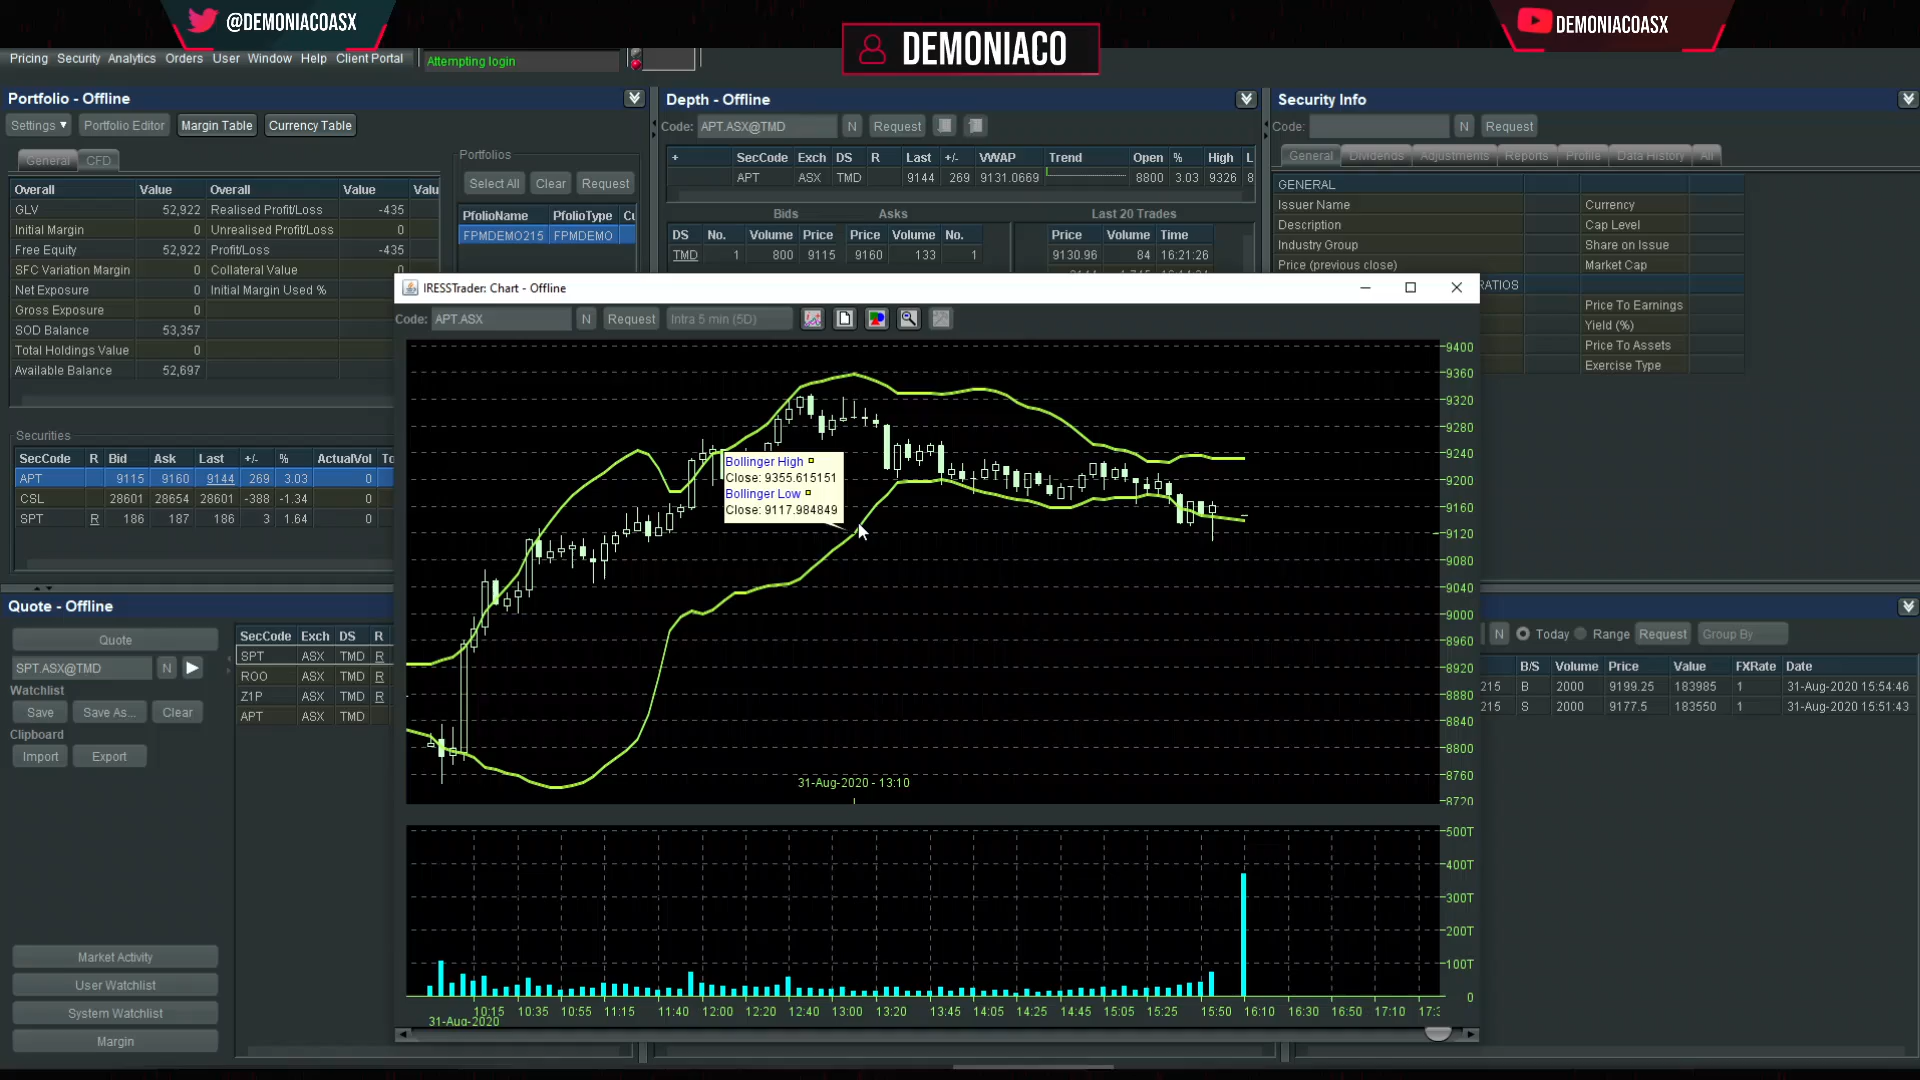 @DEMONIACOASX
DEMONIACO
DEMONIACOASX
Pricing Security Analytics Orders User Window Help Client Portal
Attempting login
Portfolio - Offline
Settings Portfolio Editor Margin Table Currency Table
General CFD
Overall Value Overall Value Valu
GLV 52,922 Realised Profit/Loss -435
Initial Margin 0 Unrealised Profit/Loss 0
Free Equity 52,922 Profit/Loss -435
SFC Variation Margin 0 Collateral Value 0
Net Exposure 0 Initial Margin Used %
Gross Exposure 0
SOD Balance 53,357
Total Holdings Value 0
Available Balance 52,697
Portfolios
Select All Clear Request
PfolioName PfolioType Cu
FPMDEMO215 FPMDEMO
Depth - Offline
Code: APT.ASX@TMD N Request
+ SecCode Exch DS R Last +/- VWAP Trend Open % High L
APT ASX TMD 9144 269 9131.0669 8800 3.03 9326 8
Bids Asks Last 20 Trades
DS No. Volume Price Price Volume No. Price Volume Time
TMD 1 800 9115 9160 133 1 9130.96 84 16:21:26
Security Info
Code: N Request
General Dividends Adjustments Reports Profile Data History All
GENERAL
Issuer Name Currency
Description Cap Level
Industry Group Share on Issue
Price (previous close) Market Cap
RATIOS
Price To Earnings
Yield (%)
Price To Assets
Exercise Type
Securities
SecCode R Bid Ask Last +/- % ActualVol To
APT 9115 9160 9144 269 3.03 0
CSL 28601 28654 28601 -388 -1.34 0
SPT R 186 187 186 3 1.64 0
IRESSTrader: Chart - Offline
Code: APT.ASX N Request Intra 5 min (5D)
9400
9360
9320
9280
9240
9200
9160
9120
9080
9040
9000
8960
8920
8880
8840
8800
8760
8720
Bollinger High
Close: 9355.615151
Bollinger Low
Close: 9117.984849
31-Aug-2020 - 13:10
500T
400T
300T
200T
100T
0
10:15 10:35 10:55 11:15 11:40 12:00 12:20 12:40 13:00 13:20 13:45 14:05 14:25 14:45 15:05 15:25 15:50 16:10 16:30 16:50 17:10 17:3
31-Aug-2020
Quote - Offline
Quote
SPT.ASX@TMD N
Watchlist
Save Save As... Clear
Clipboard
Import Export
SecCode Exch DS R
SPT ASX TMD R
ROO ASX TMD R
Z1P ASX TMD R
APT ASX TMD
Market Activity
User Watchlist
System Watchlist
Margin
N Today Range Request Group By
B/S Volume Price Value FXRate Date
215 B 2000 9199.25 183985 1 31-Aug-2020 15:54:46
215 S 2000 9177.5 183550 1 31-Aug-2020 15:51:43